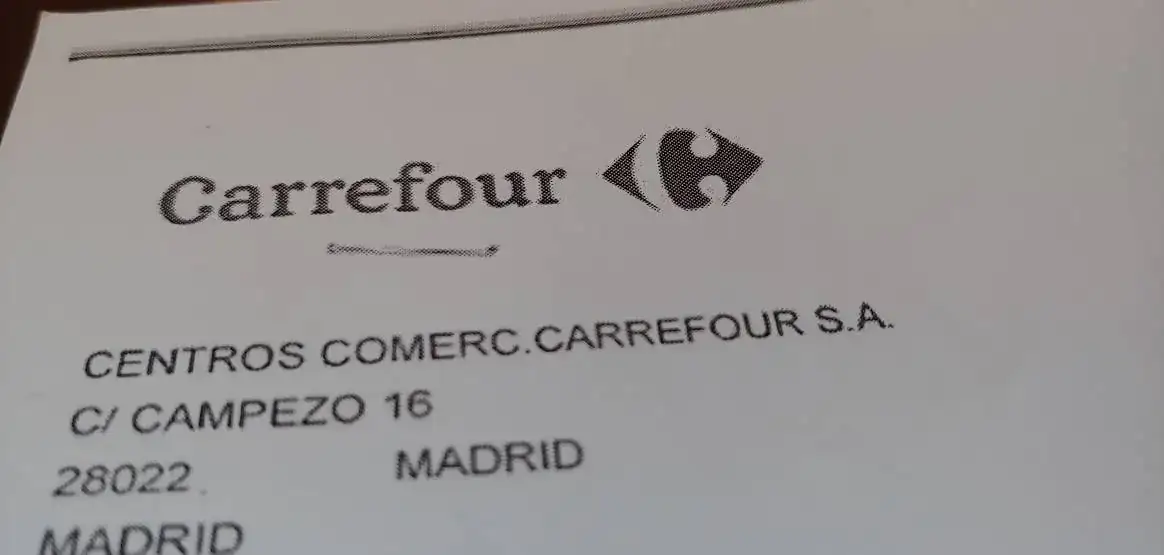 Carrefour
CENTROS COMERC.CARREFOUR S.A.
C/ CAMPEZO 16
28022. MADRID
MADRID